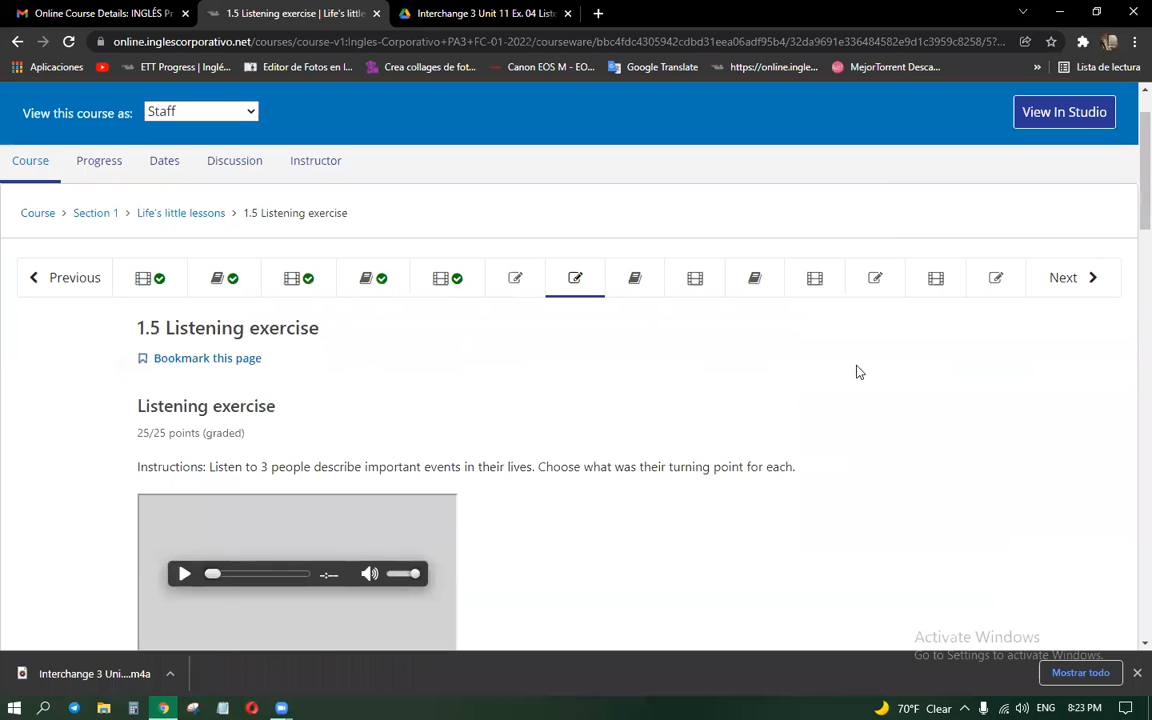 Online Course Details: INGLÉS Pr
1.5 Listening exercise | Life's little
Interchange 3 Unit 11 Ex. 04 Liste
online.inglescorporativo.net/courses/course-v1:Ingles-Corporativo+PA3+FC-01-2022/courseware/bbc4fdc4305942cdbd31eea06adf95b4/32da9691e336484582e9d1c3959c8258/5?...
Aplicaciones
ETT Progress | Inglé...
Editor de Fotos en l...
Crea collages de fot...
Canon EOS M - EO...
Google Translate
https://online.ingle...
MejorTorrent Desca...
»
Lista de lectura
View this course as:
Staff
View In Studio
Course
Progress
Dates
Discussion
Instructor
Course > Section 1 > Life's little lessons > 1.5 Listening exercise
Previous
Next
1.5 Listening exercise
Bookmark this page
Listening exercise
25/25 points (graded)
Instructions: Listen to 3 people describe important events in their lives. Choose what was their turning point for each.
-:--
Activate Windows
Go to Settings to activate Windows.
Interchange 3 Uni....m4a
Mostrar todo
70°F Clear
ENG
8:23 PM